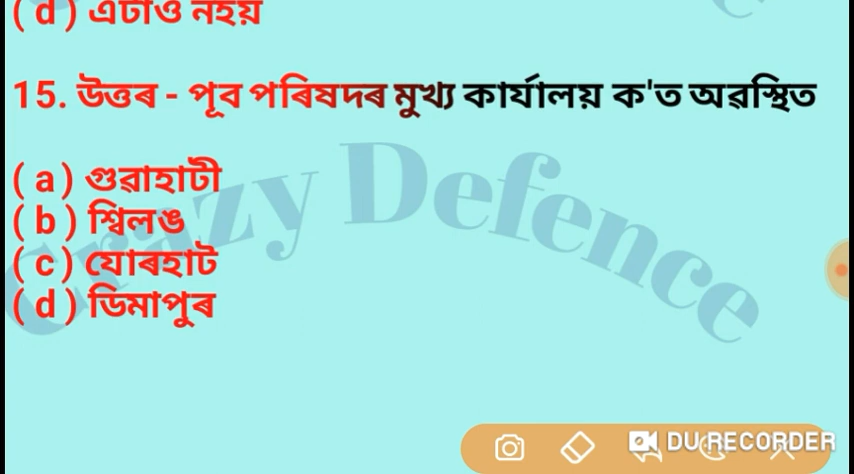 ( d ) এটাও নহয়
15. উত্তৰ - পূব পৰিষদৰ মুখ্য কাৰ্যালয় ক'ত অৱস্থিত
( a ) গুৱাহাটী
( b ) শ্বিলঙ
( c ) যোৰহাট
( d ) ডিমাপুৰ
Crazy Defence
DU RECORDER